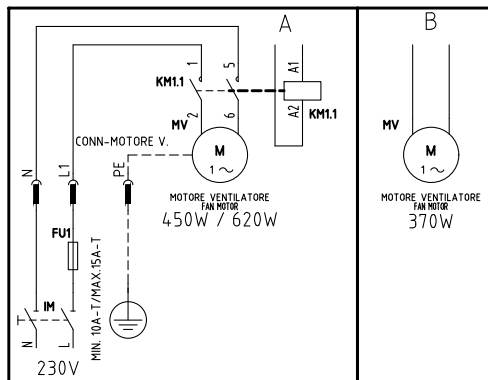 A
B
1
5
KM1.1
A1
A2
KM1.1
2
6
MV
M
1~
CONN-MOTORE V.
N
L1
PE
MOTORE VENTILATORE
FAN MOTOR
450W / 620W
MV
M
1~
MOTORE VENTILATORE
FAN MOTOR
370W
FU1
MIN. 10A-T/MAX.15A-T
IM
N
L
230V